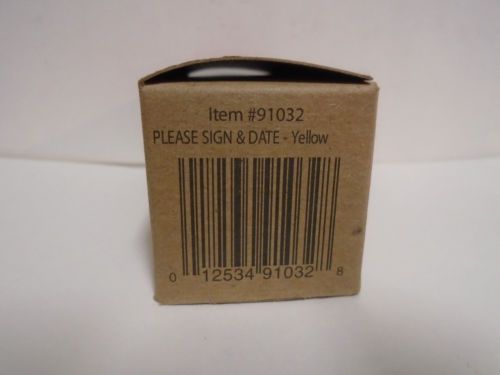 Item #91032
PLEASE SIGN & DATE - Yellow
0 12534 91032 8